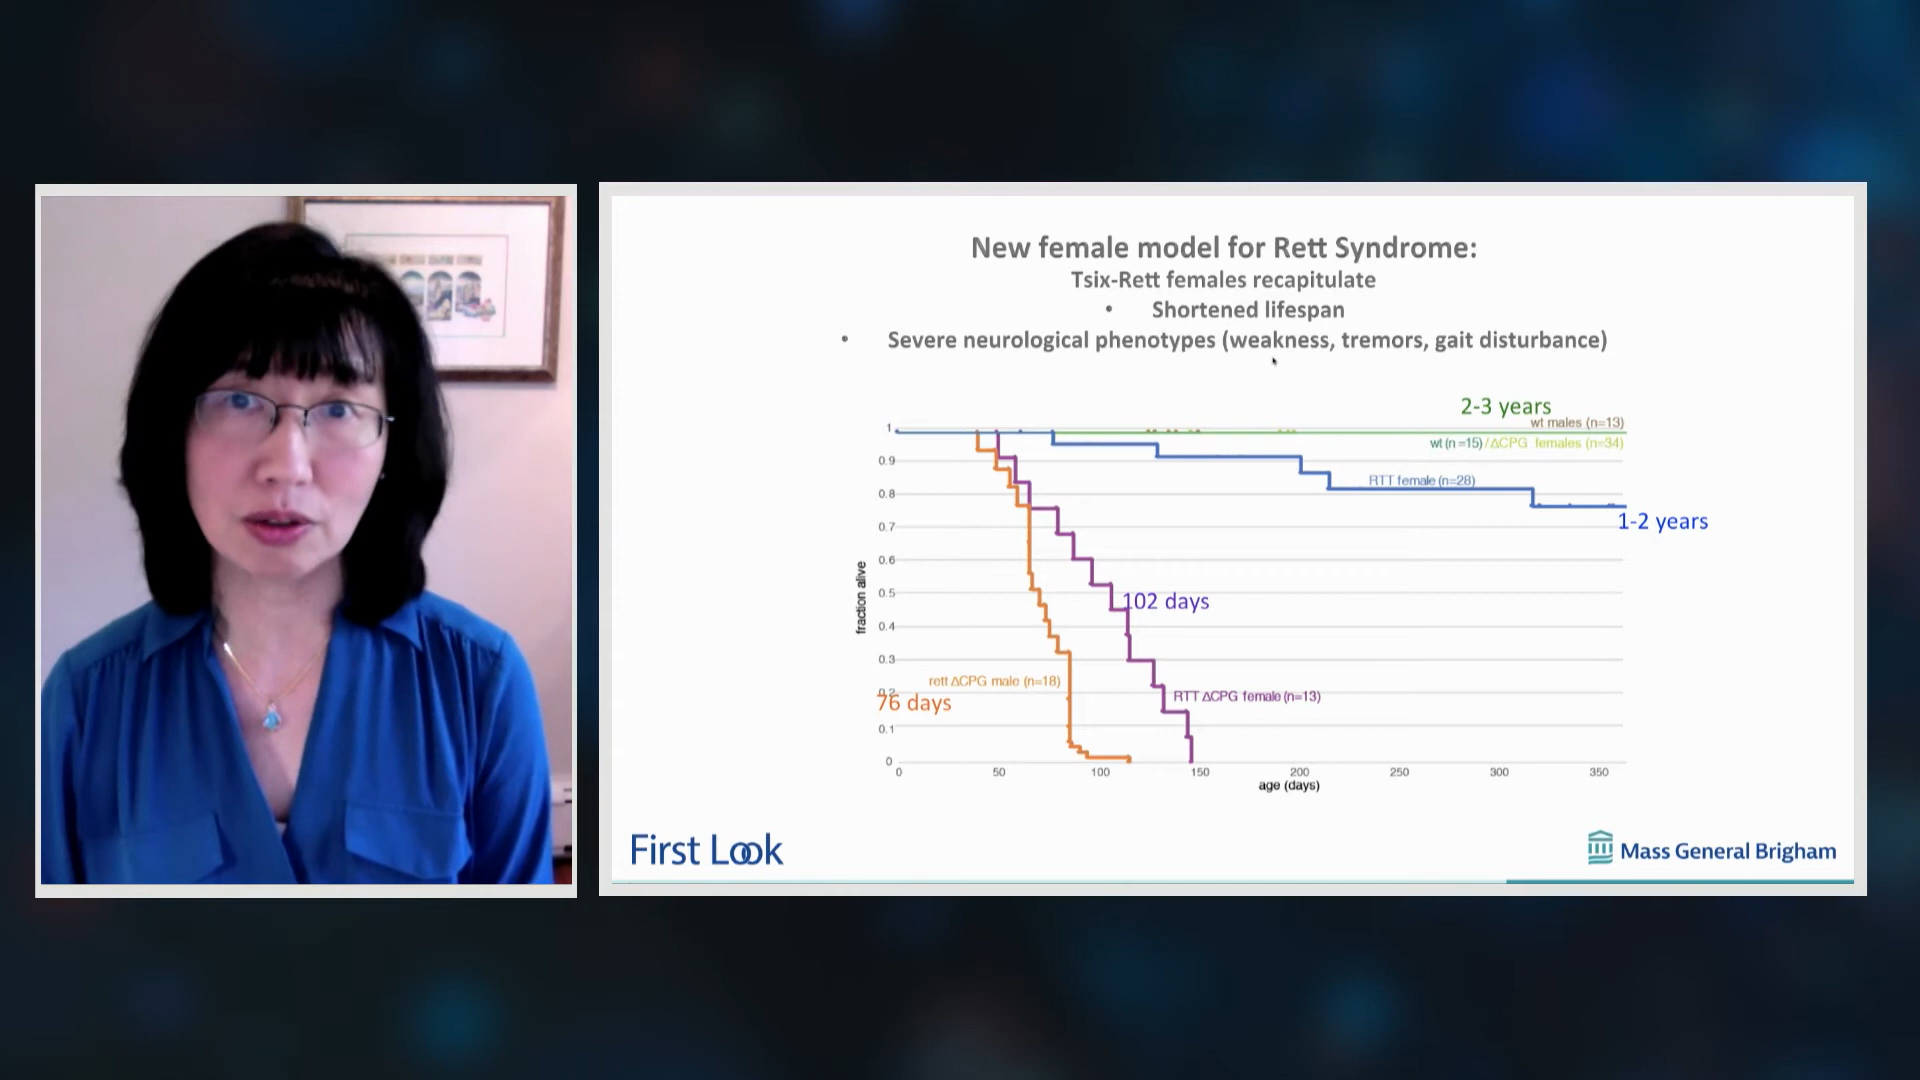 New female model for Rett Syndrome:
Tsix-Rett females recapitulate
• Shortened lifespan
• Severe neurological phenotypes (weakness, tremors, gait disturbance)
2-3 years
wt males (n=13)
wt (n =15)/ΔCPG females (n=34)
RTT female (n=28)
1-2 years
102 days
rett ΔCPG male (n=18)
76 days
RTT ΔCPG female (n=13)
fraction alive
1
0.9
0.8
0.7
0.6
0.5
0.4
0.3
0.2
0.1
0
0 50 100 150 200 250 300 350
age (days)
First Look
Mass General Brigham